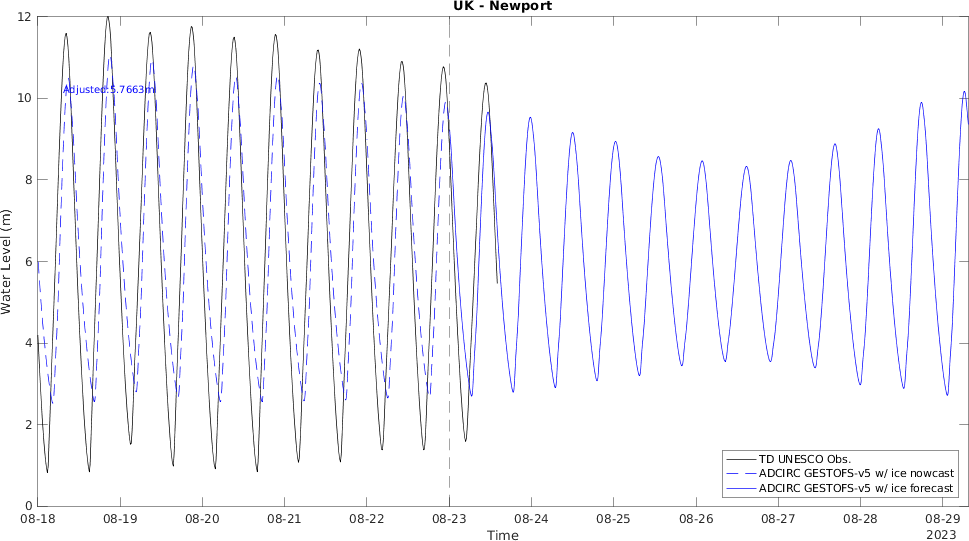 UK - Newport
12
10
8
6
4
2
0
Water Level (m)
Adjusted:5.7663m
TD UNESCO Obs.
ADCIRC GESTOFS-v5 w/ ice nowcast
ADCIRC GESTOFS-v5 w/ ice forecast
08-18 08-19 08-20 08-21 08-22 08-23 08-24 08-25 08-26 08-27 08-28 08-29
Time
2023